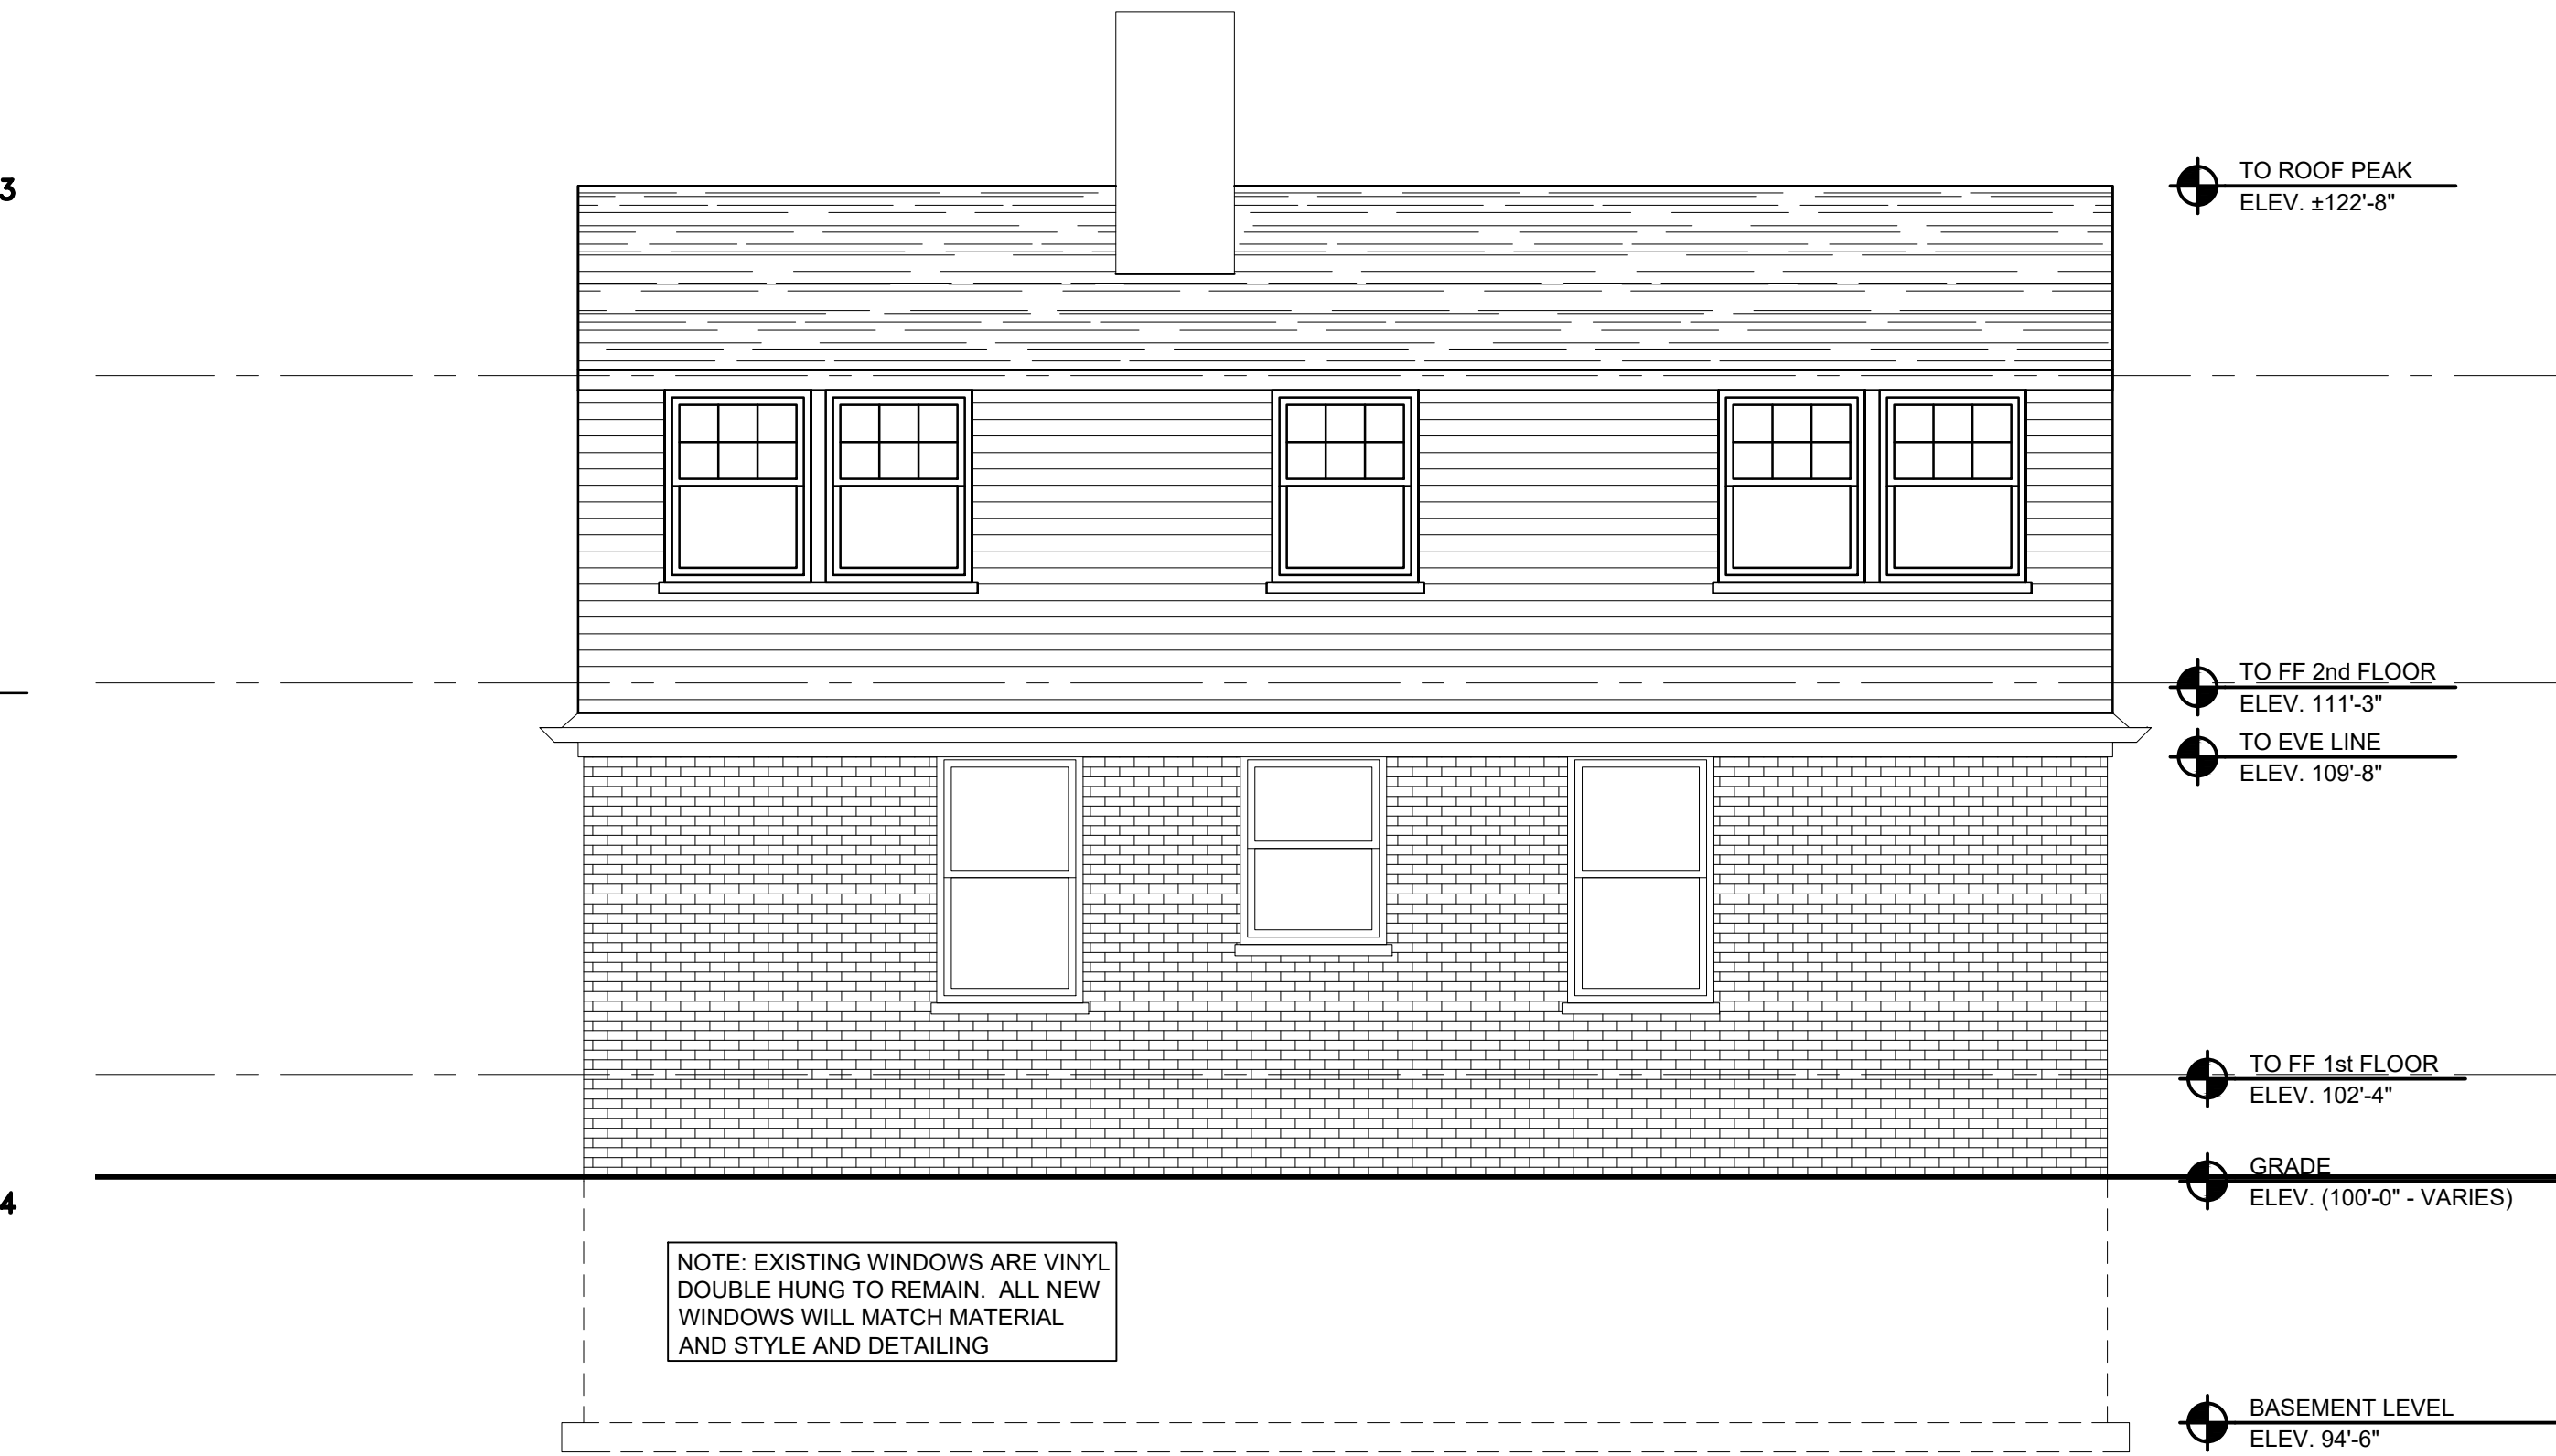 3
TO ROOF PEAK
ELEV. ±122'-8"
TO FF 2nd FLOOR
ELEV. 111'-3"
TO EVE LINE
ELEV. 109'-8"
TO FF 1st FLOOR
ELEV. 102'-4"
GRADE
ELEV. (100'-0" - VARIES)
4
NOTE: EXISTING WINDOWS ARE VINYL
DOUBLE HUNG TO REMAIN.  ALL NEW
WINDOWS WILL MATCH MATERIAL
AND STYLE AND DETAILING
BASEMENT LEVEL
ELEV. 94'-6"